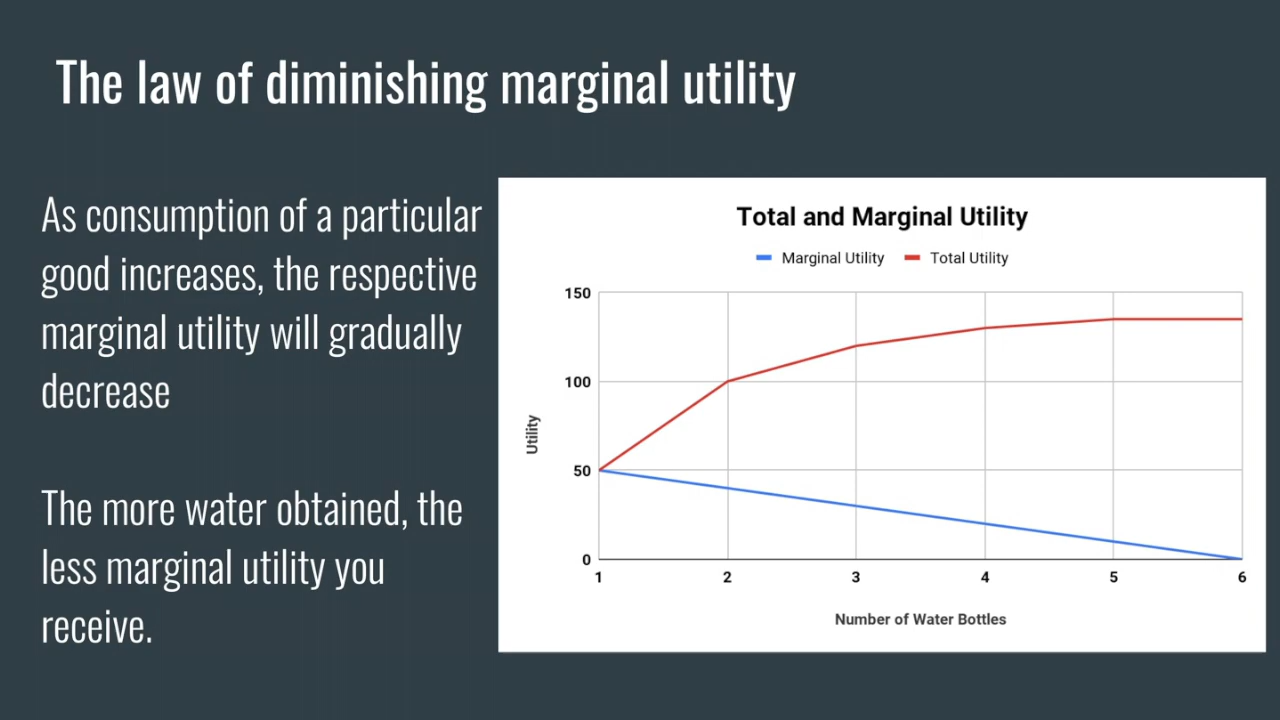 The law of diminishing marginal utility
As consumption of a particular
good increases, the respective
marginal utility will gradually
decrease
The more water obtained, the
less marginal utility you
receive.
Total and Marginal Utility
Marginal Utility Total Utility
150
100
50
0
Utility
1 2 3 4 5 6
Number of Water Bottles